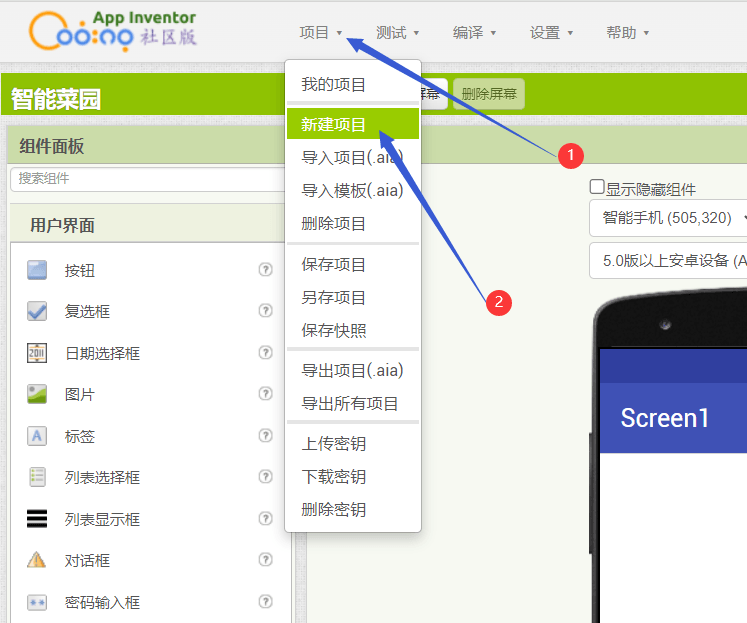 App Inventor
Coding 社区版
项目 测试 编译 设置 帮助
智能菜园
屏幕 删除屏幕
我的项目
新建项目
导入项目(.aia)
导入模板(.aia)
删除项目
保存项目
另存项目
保存快照
导出项目(.aia)
导出所有项目
上传密钥
下载密钥
删除密钥
1
2
组件面板
搜索组件
用户界面
按钮
复选框
日期选择框
图片
标签
列表选择框
列表显示框
对话框
密码输入框
显示隐藏组件
智能手机 (505,320)
5.0版以上安卓设备 (A
Screen1